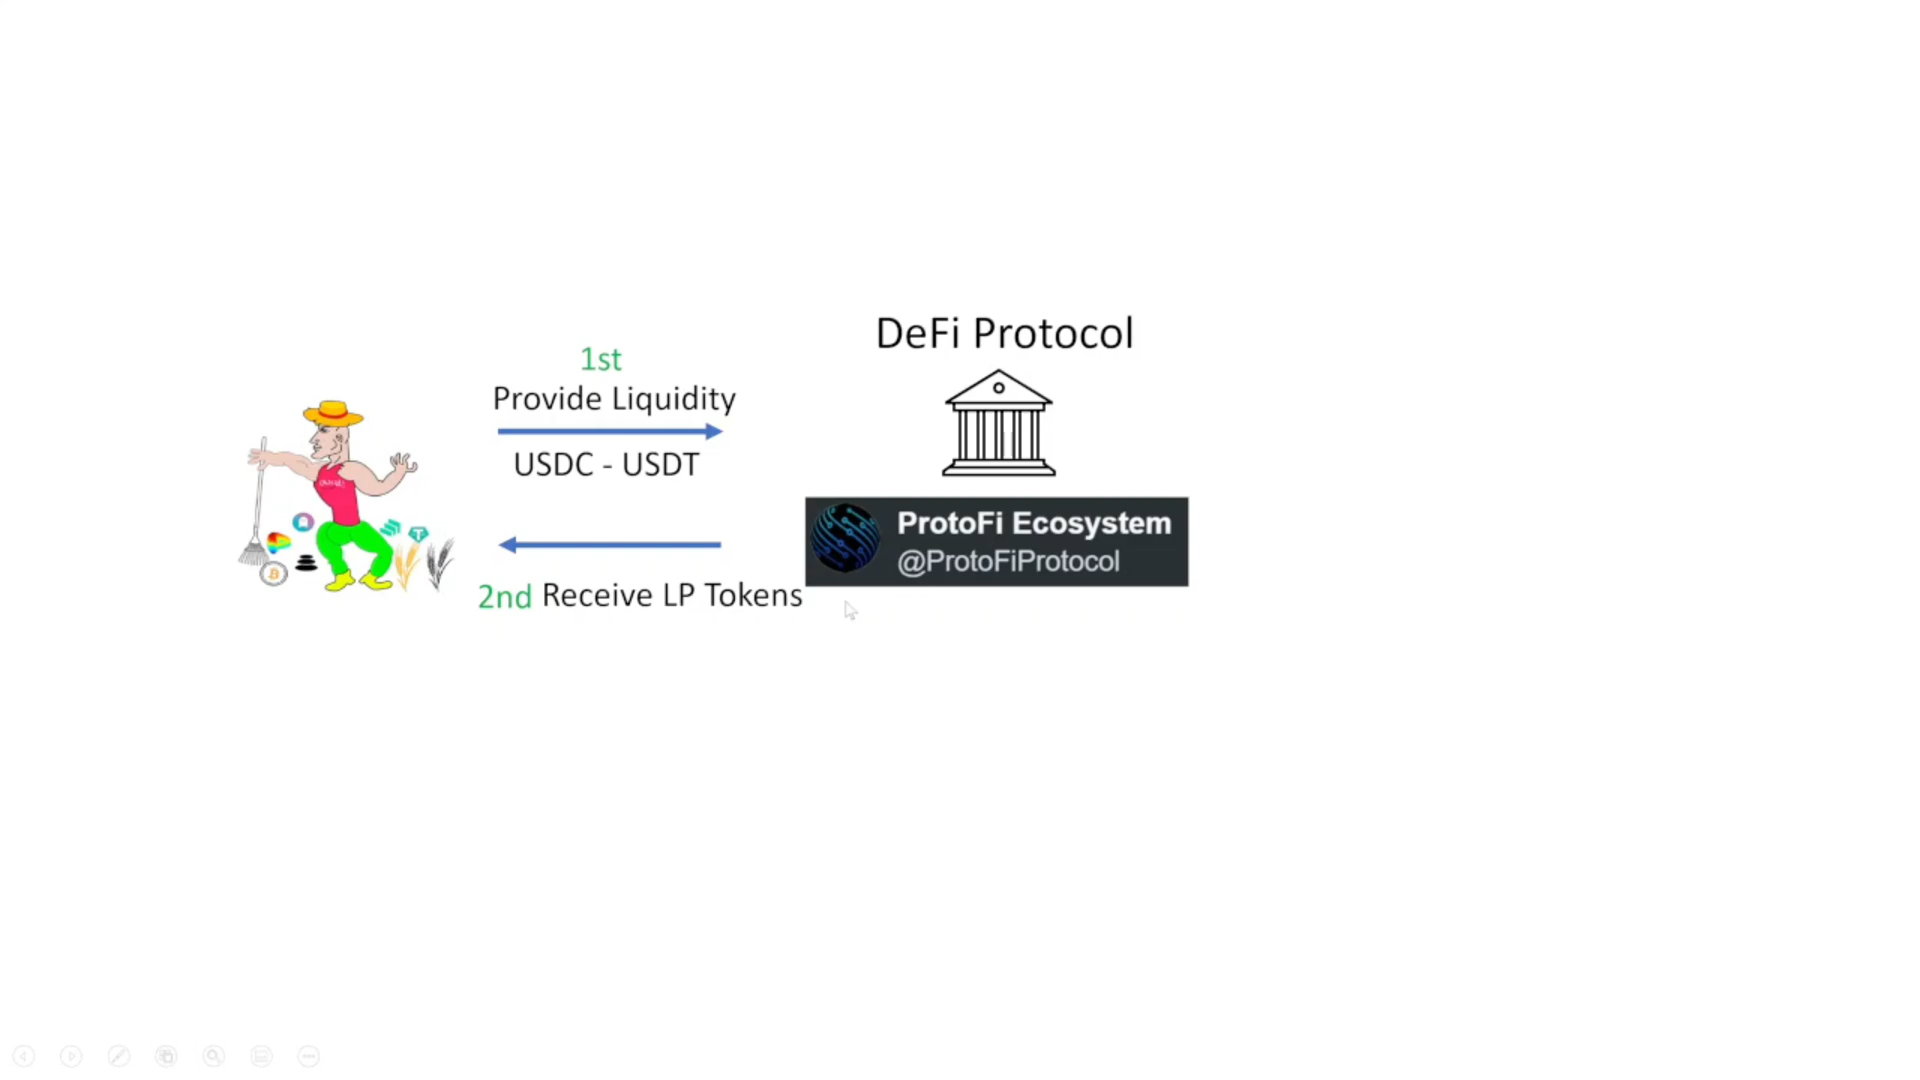 DeFi Protocol
1st
Provide Liquidity
USDC - USDT
ProtoFi Ecosystem
@ProtoFiProtocol
2nd Receive LP Tokens